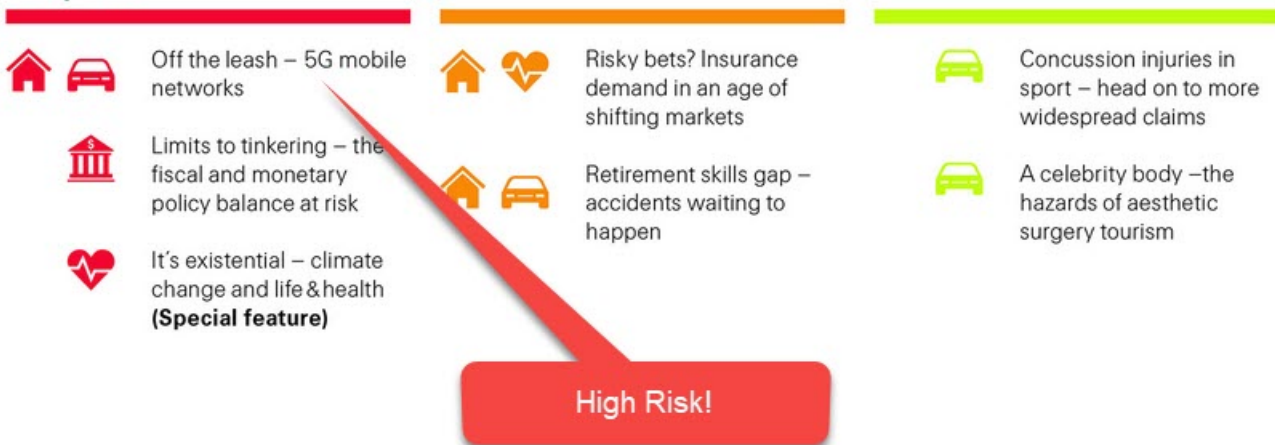 Off the leash – 5G mobile
networks
Limits to tinkering – the
fiscal and monetary
policy balance at risk
It´s existential – climate
change and life & health
(Special feature)
Risky bets? Insurance
demand in an age of
shifting markets
Retirement skills gap –
accidents waiting to
happen
Concussion injuries in
sport – head on to more
widespread claims
A celebrity body –the
hazards of aesthetic
surgery tourism
High Risk!